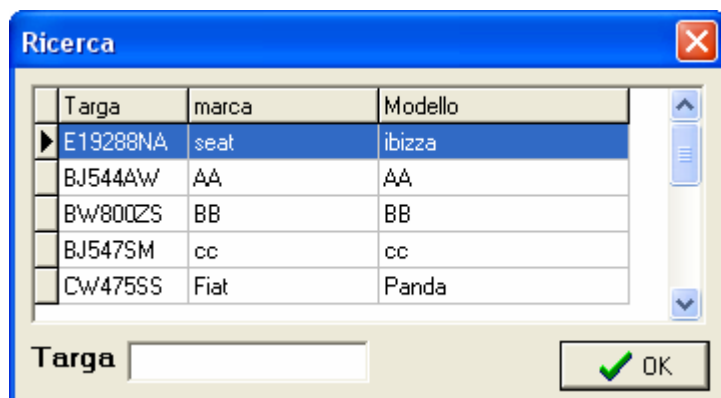 Ricerca
Targa marca Modello
E19288NA seat ibizza
BJ544AW AA AA
BW800ZS BB BB
BJ547SM cc cc
CW475SS Fiat Panda
Targa
OK